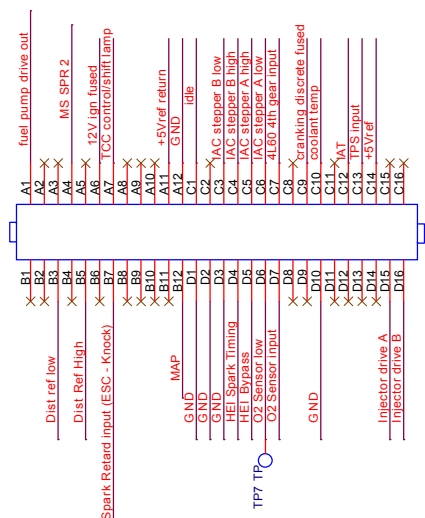 fuel pump drive out
MS SPR 2
12V ign fused
TCC control/shift lamp
+5Vref return
GND
idle
IAC stepper B low
IAC stepper B high
IAC stepper A high
IAC stepper A low
4L60 4th gear input
cranking discrete fused
coolant temp
IAT
TPS input
+5Vref
A1
A2
A3
A4
A5
A6
A7
A8
A9
A10
A11
A12
C1
C2
C3
C4
C5
C6
C7
C8
C9
C10
C11
C12
C13
C14
C15
C16
B1
B2
B3
B4
B5
B6
B7
B8
B9
B10
B11
B12
D1
D2
D3
D4
D5
D6
D7
D8
D9
D10
D11
D12
D13
D14
D15
D16
Dist ref low
Dist Ref High
Spark Retard input (ESC - Knock)
MAP
GND
GND
GND
HEI Spark Timing
HEI Bypass
O2 Sensor low
O2 Sensor input
GND
Injector drive A
Injector drive B
TP7 TP